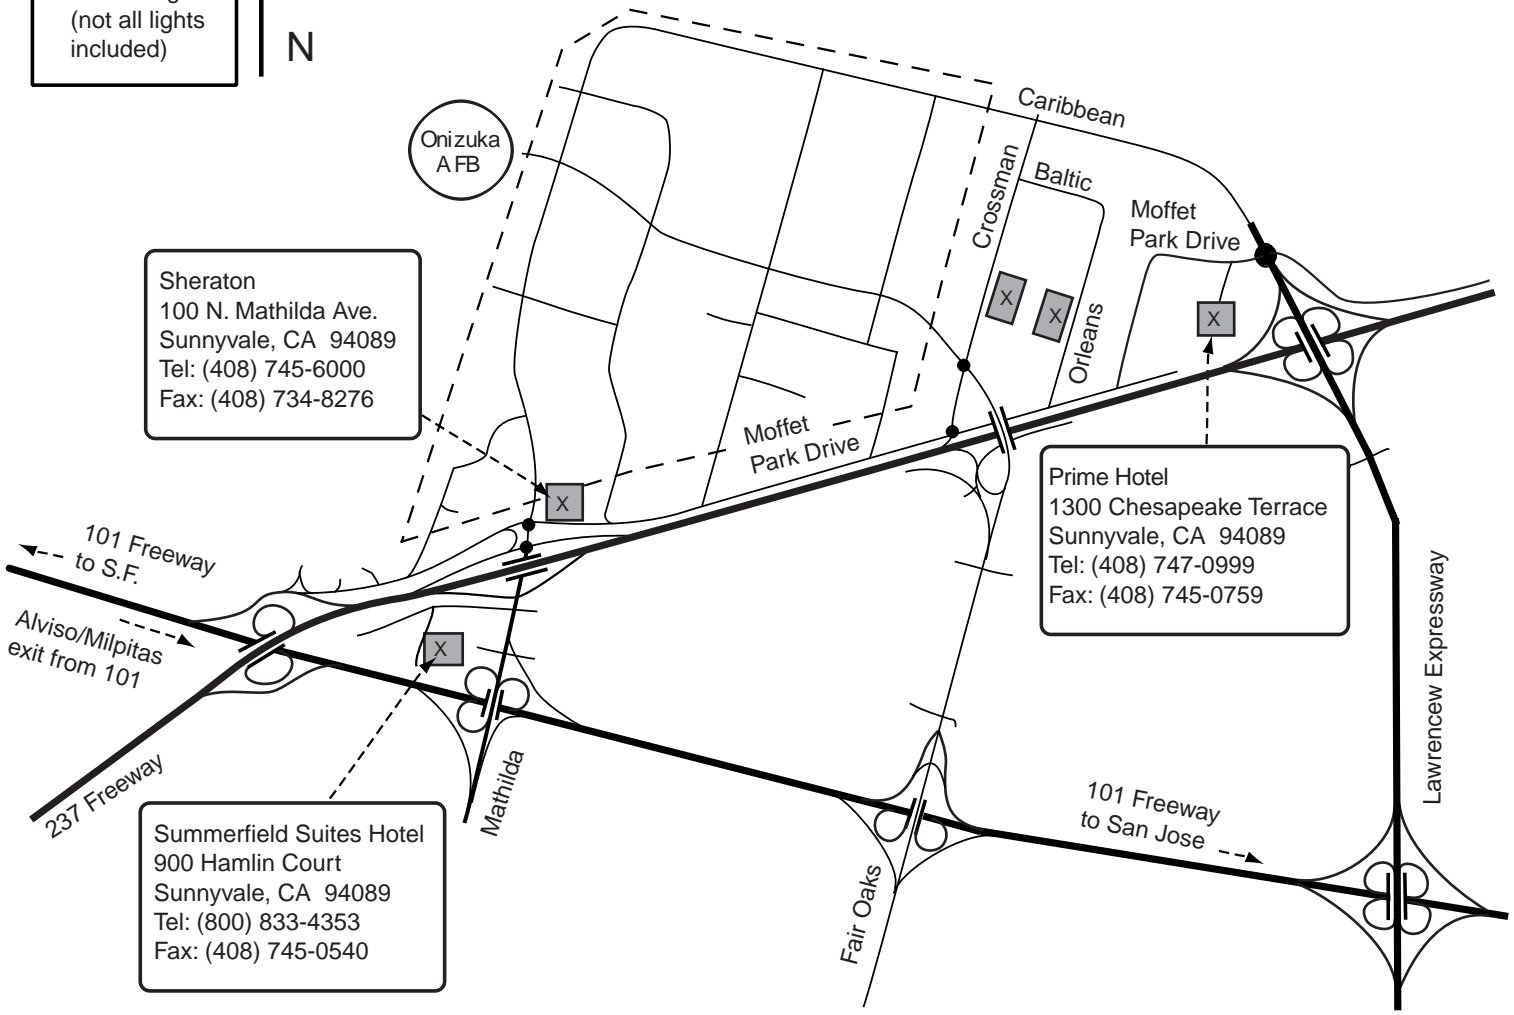 (not all lights
included)
N
Onizuka
AFB
Caribbean
Crossman
Baltic
Moffet
Park Drive
Orleans
X
X
X
Sheraton
100 N. Mathilda Ave.
Sunnyvale, CA 94089
Tel: (408) 745-6000
Fax: (408) 734-8276
Moffet
Park Drive
X
Prime Hotel
1300 Chesapeake Terrace
Sunnyvale, CA 94089
Tel: (408) 747-0999
Fax: (408) 745-0759
101 Freeway
to S.F.
Alviso/Milpitas
exit from 101
X
237 Freeway
Mathilda
Summerfield Suites Hotel
900 Hamlin Court
Sunnyvale, CA 94089
Tel: (800) 833-4353
Fax: (408) 745-0540
Fair Oaks
101 Freeway
to San Jose
Lawrencew Expressway